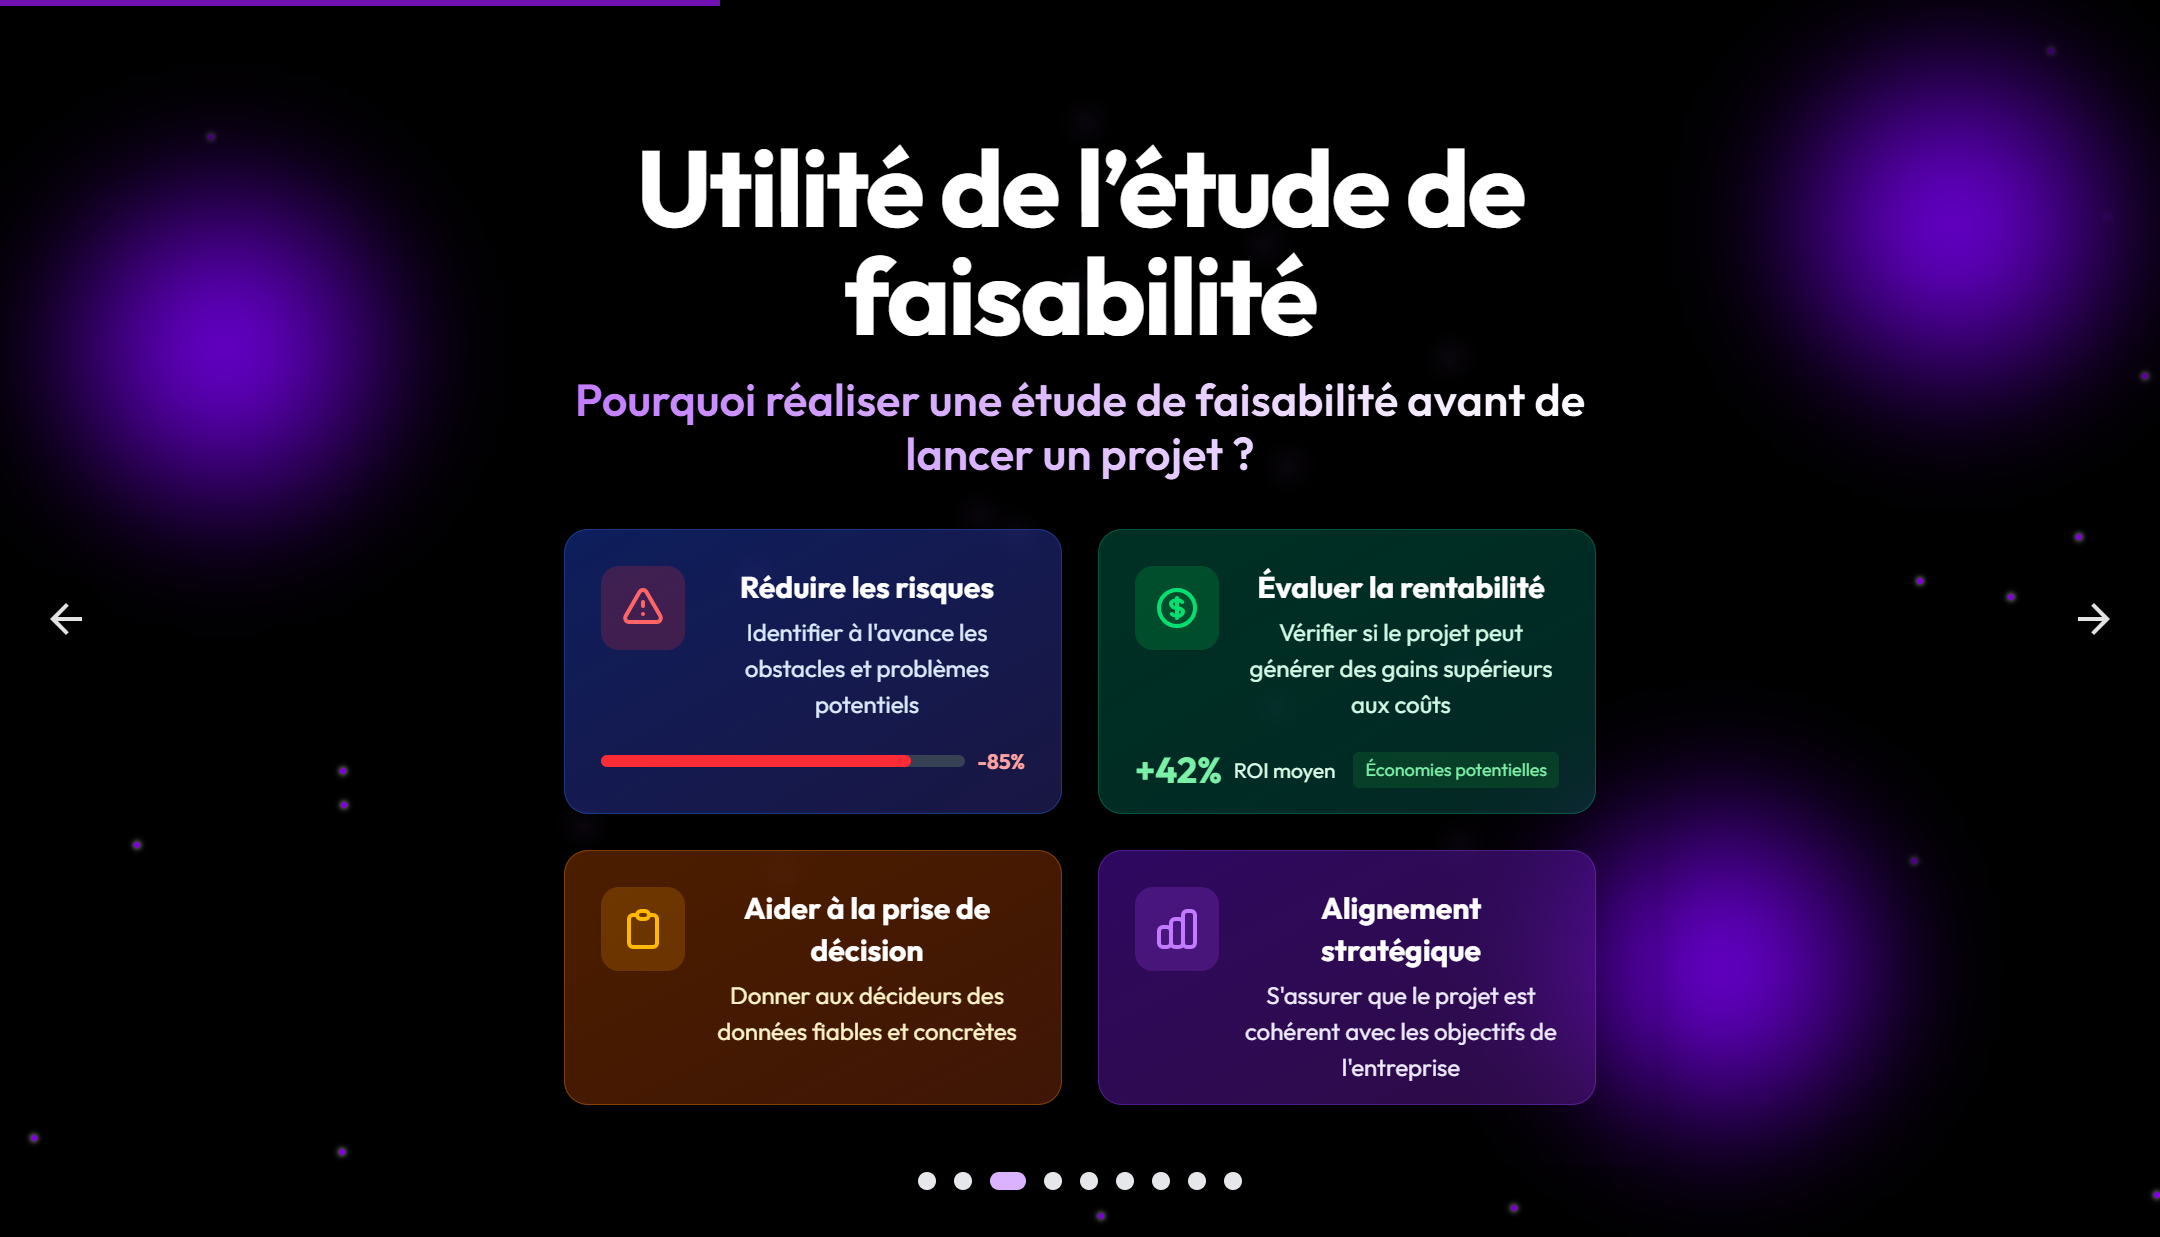 Utilité de l’étude de
faisabilité
Pourquoi réaliser une étude de faisabilité avant de
lancer un projet ?
Réduire les risques
Identifier à l'avance les
obstacles et problèmes
potentiels
-85%
Évaluer la rentabilité
Vérifier si le projet peut
générer des gains supérieurs
aux coûts
+42% ROI moyen Économies potentielles
Aider à la prise de
décision
Donner aux décideurs des
données fiables et concrètes
Alignement
stratégique
S'assurer que le projet est
cohérent avec les objectifs de
l'entreprise